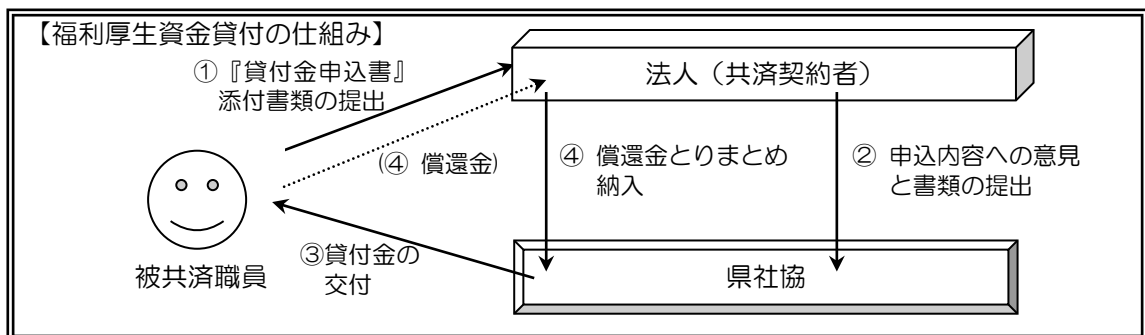 【福利厚生資金貸付の仕組み】
①『貸付金申込書』
添付書類の提出
法人（共済契約者）
(④ 償還金)
④ 償還金とりまとめ
納入
② 申込内容への意見
と書類の提出
③貸付金の
交付
被共済職員
県社協